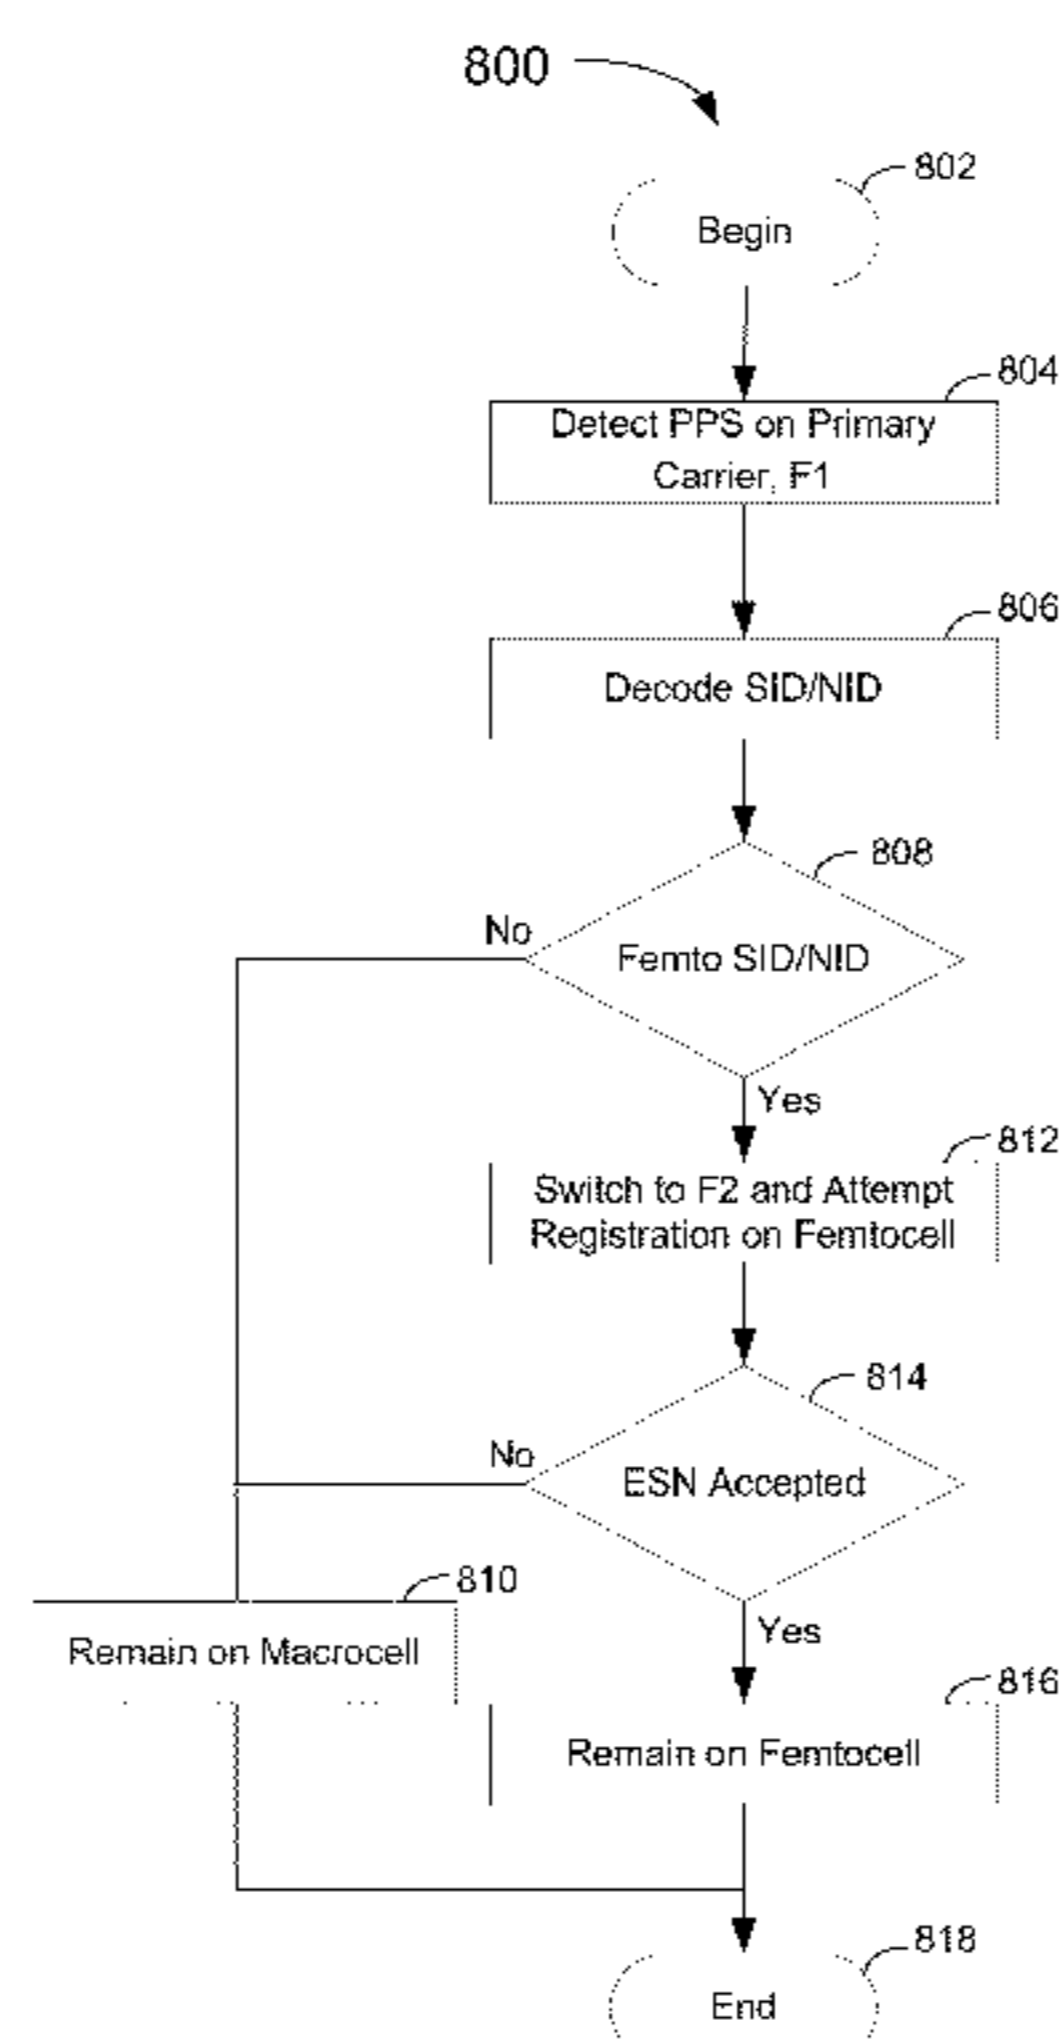 800
802
Begin
804
Detect PPS on Primary
Carrier, F1
806
Decode SID/NID
808
No
Femto SID/NID
Yes
812
Switch to F2 and Attempt
Registration on Femtocell
814
No
ESN Accepted
810
Yes
Remain on Macrocell
816
Remain on Femtocell
818
End